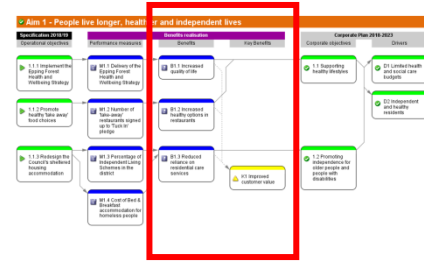 Aim 1 - People live longer, healthier and independent lives
Specification 2018/19
Benefits realisation
Corporate Plan 2018-2023
Operational objectives
Performance measures
Benefits
Key Benefits
Corporate objectives
Drivers
1.1.1 Implement the
Epping Forest
Health and
Wellbeing Strategy
M1.1 Delivery of the
Epping Forest
Health and
Wellbeing Strategy
B1.1 Increased
quality of life
1.1 Supporting
healthy lifestyles
D1 Limited health
and social care
budgets
1.1.2 Promote
healthy 'take away'
food choices
M1.2 Number of
'take-away'
restaurants signed
up to 'Tuck in'
pledge
B1.2 Increased
healthy options in
restaurants
D2 Independent
and healthy
residents
1.1.3 Redesign the
Council's sheltered
housing
accommodation
M1.3 Percentage of
Independent Living
Schemes in the
district
B1.3 Reduced
reliance on
residential care
services
K1 Improved
customer value
1.2 Promoting
independence for
older people and
people with
disabilities
M1.4 Cost of Bed &
Breakfast
accommodation for
homeless people